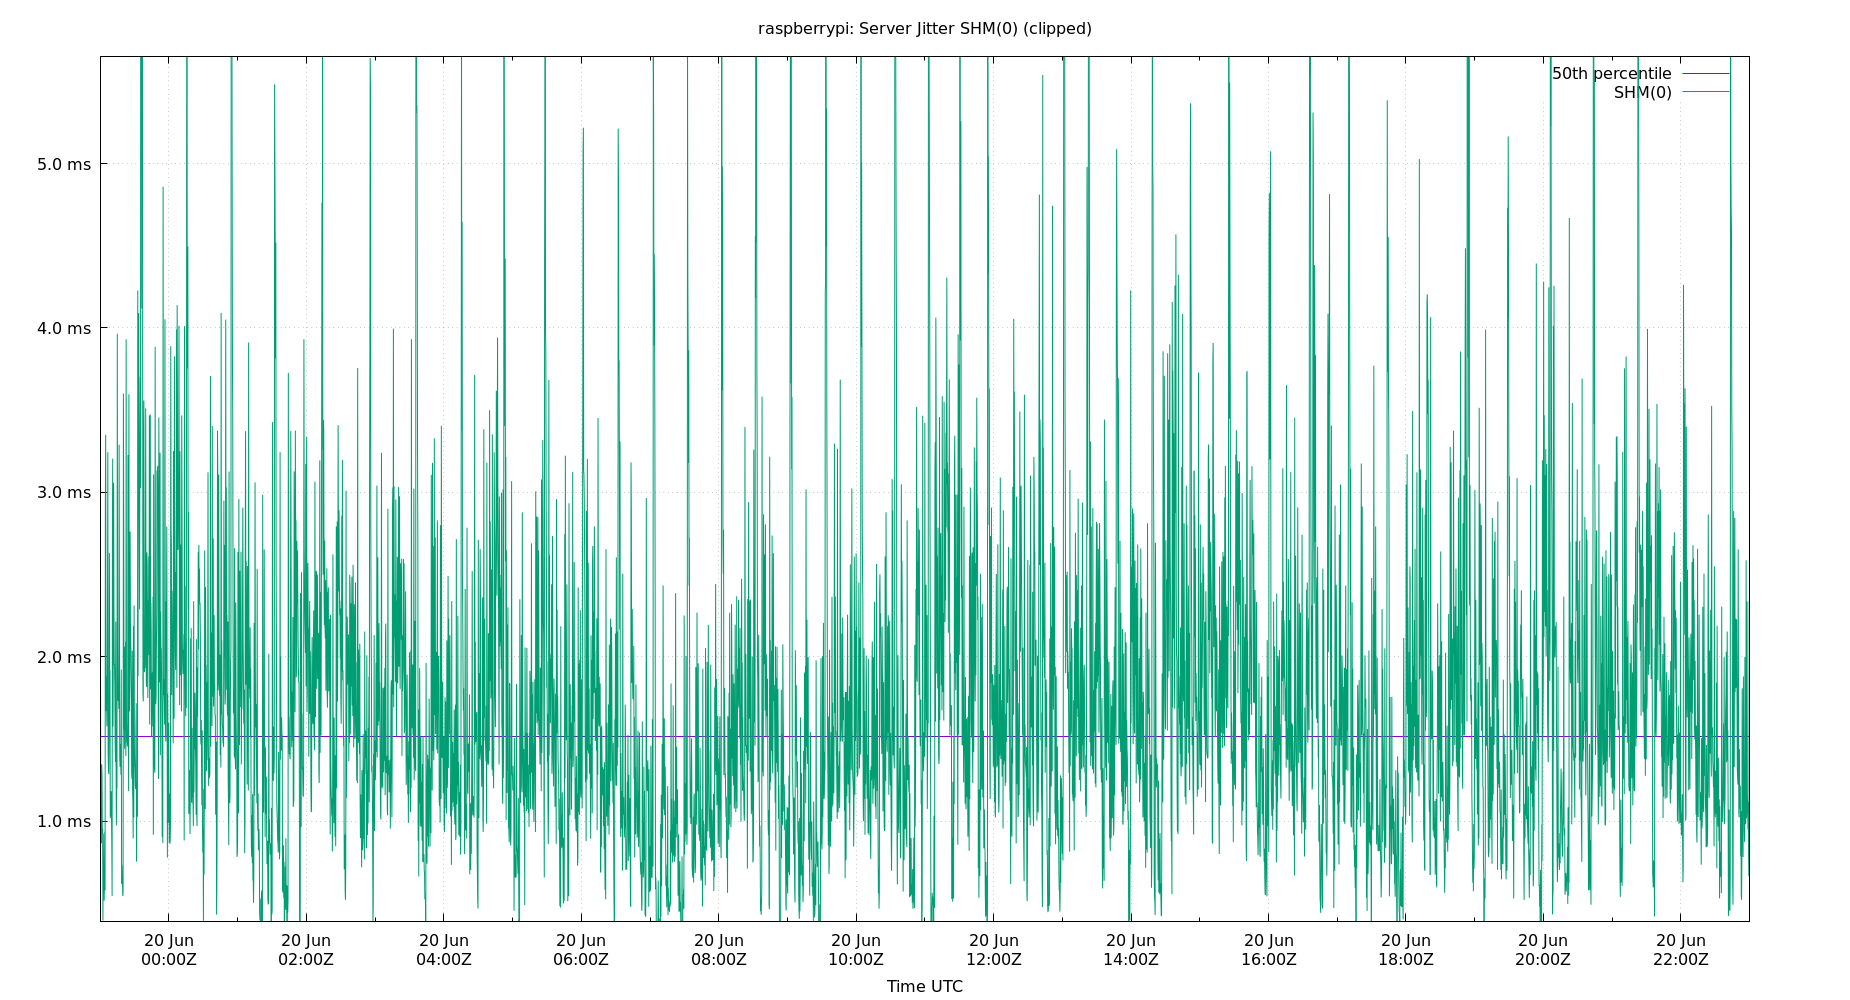 raspberrypi: Server Jitter SHM(0) (clipped)
50th percentile
SHM(0)
5.0 ms
4.0 ms
3.0 ms
2.0 ms
1.0 ms
20 Jun 20 Jun 20 Jun 20 Jun 20 Jun 20 Jun 20 Jun 20 Jun 20 Jun 20 Jun 20 Jun 20 Jun
00:00Z 02:00Z 04:00Z 06:00Z 08:00Z 10:00Z 12:00Z 14:00Z 16:00Z 18:00Z 20:00Z 22:00Z
Time UTC